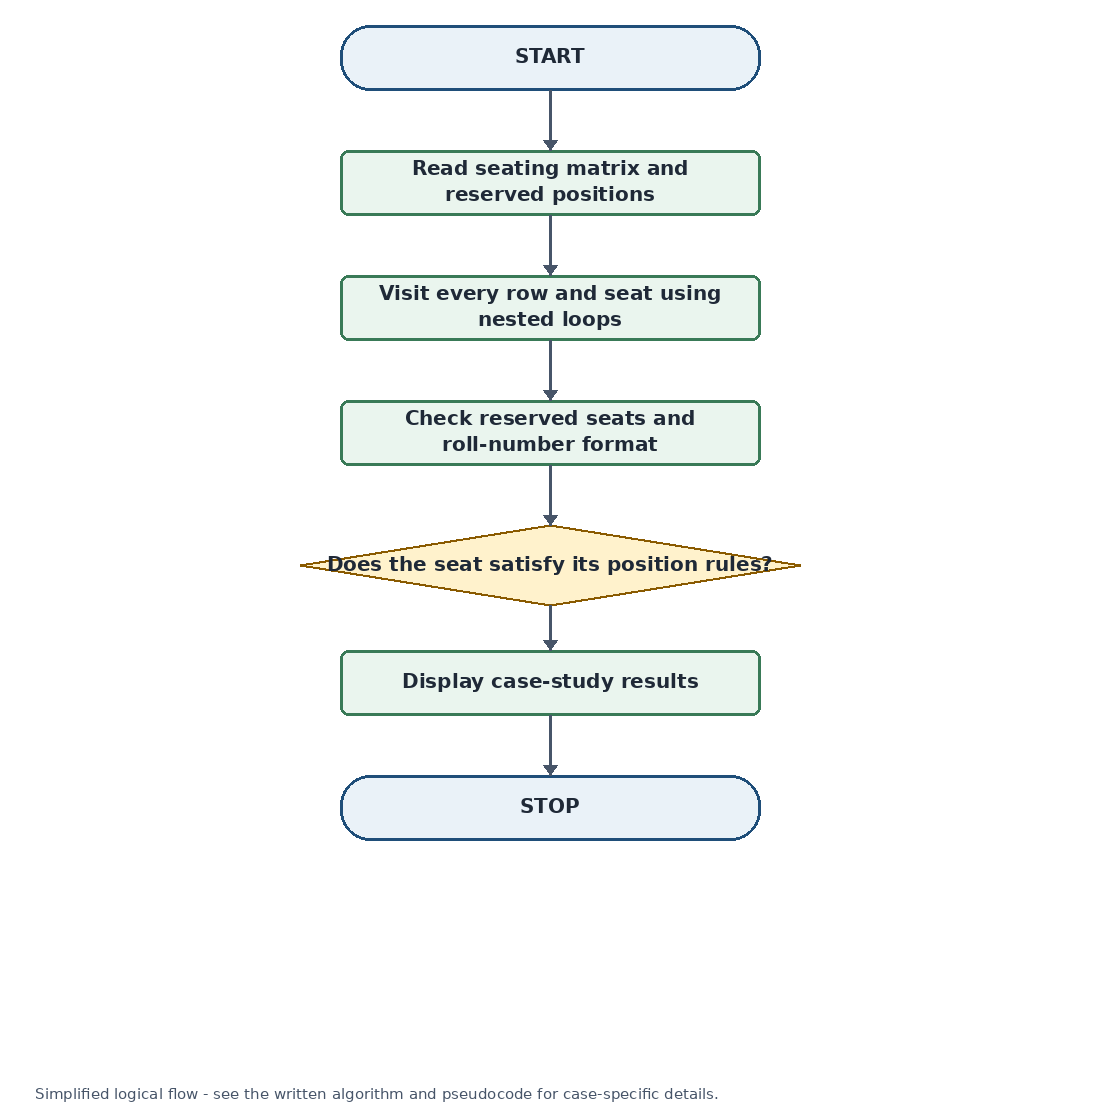 START
Read seating matrix and
reserved positions
Visit every row and seat using
nested loops
Check reserved seats and
roll-number format
Does the seat satisfy its position rules?
Display case-study results
STOP
Simplified logical flow - see the written algorithm and pseudocode for case-specific details.